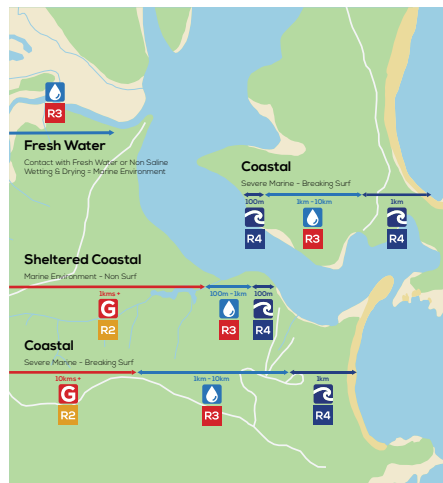 R3
Fresh Water
Contact with Fresh Water or Non Saline
Wetting & Drying = Marine Environment
Coastal
Severe Marine - Breaking Surf
100m
1km -10km
1km
R4
R3
R4
Sheltered Coastal
Marine Environment - Non Surf
1kms +
100m -1km
100m
G
R2
R3
R4
Coastal
Severe Marine - Breaking Surf
10kms +
1km -10km
1km
G
R2
R3
R4